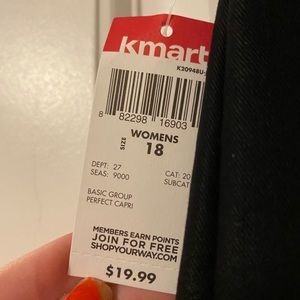 kmart
K20948U-
8 82298 16903
SIZE
WOMENS
18
DEPT: 27
SEAS: 9000
CAT: 20
SUBCAT
BASIC GROUP
PERFECT CAPRI
MEMBERS EARN POINTS
JOIN FOR FREE
SHOPYOURWAY.COM
$19.99